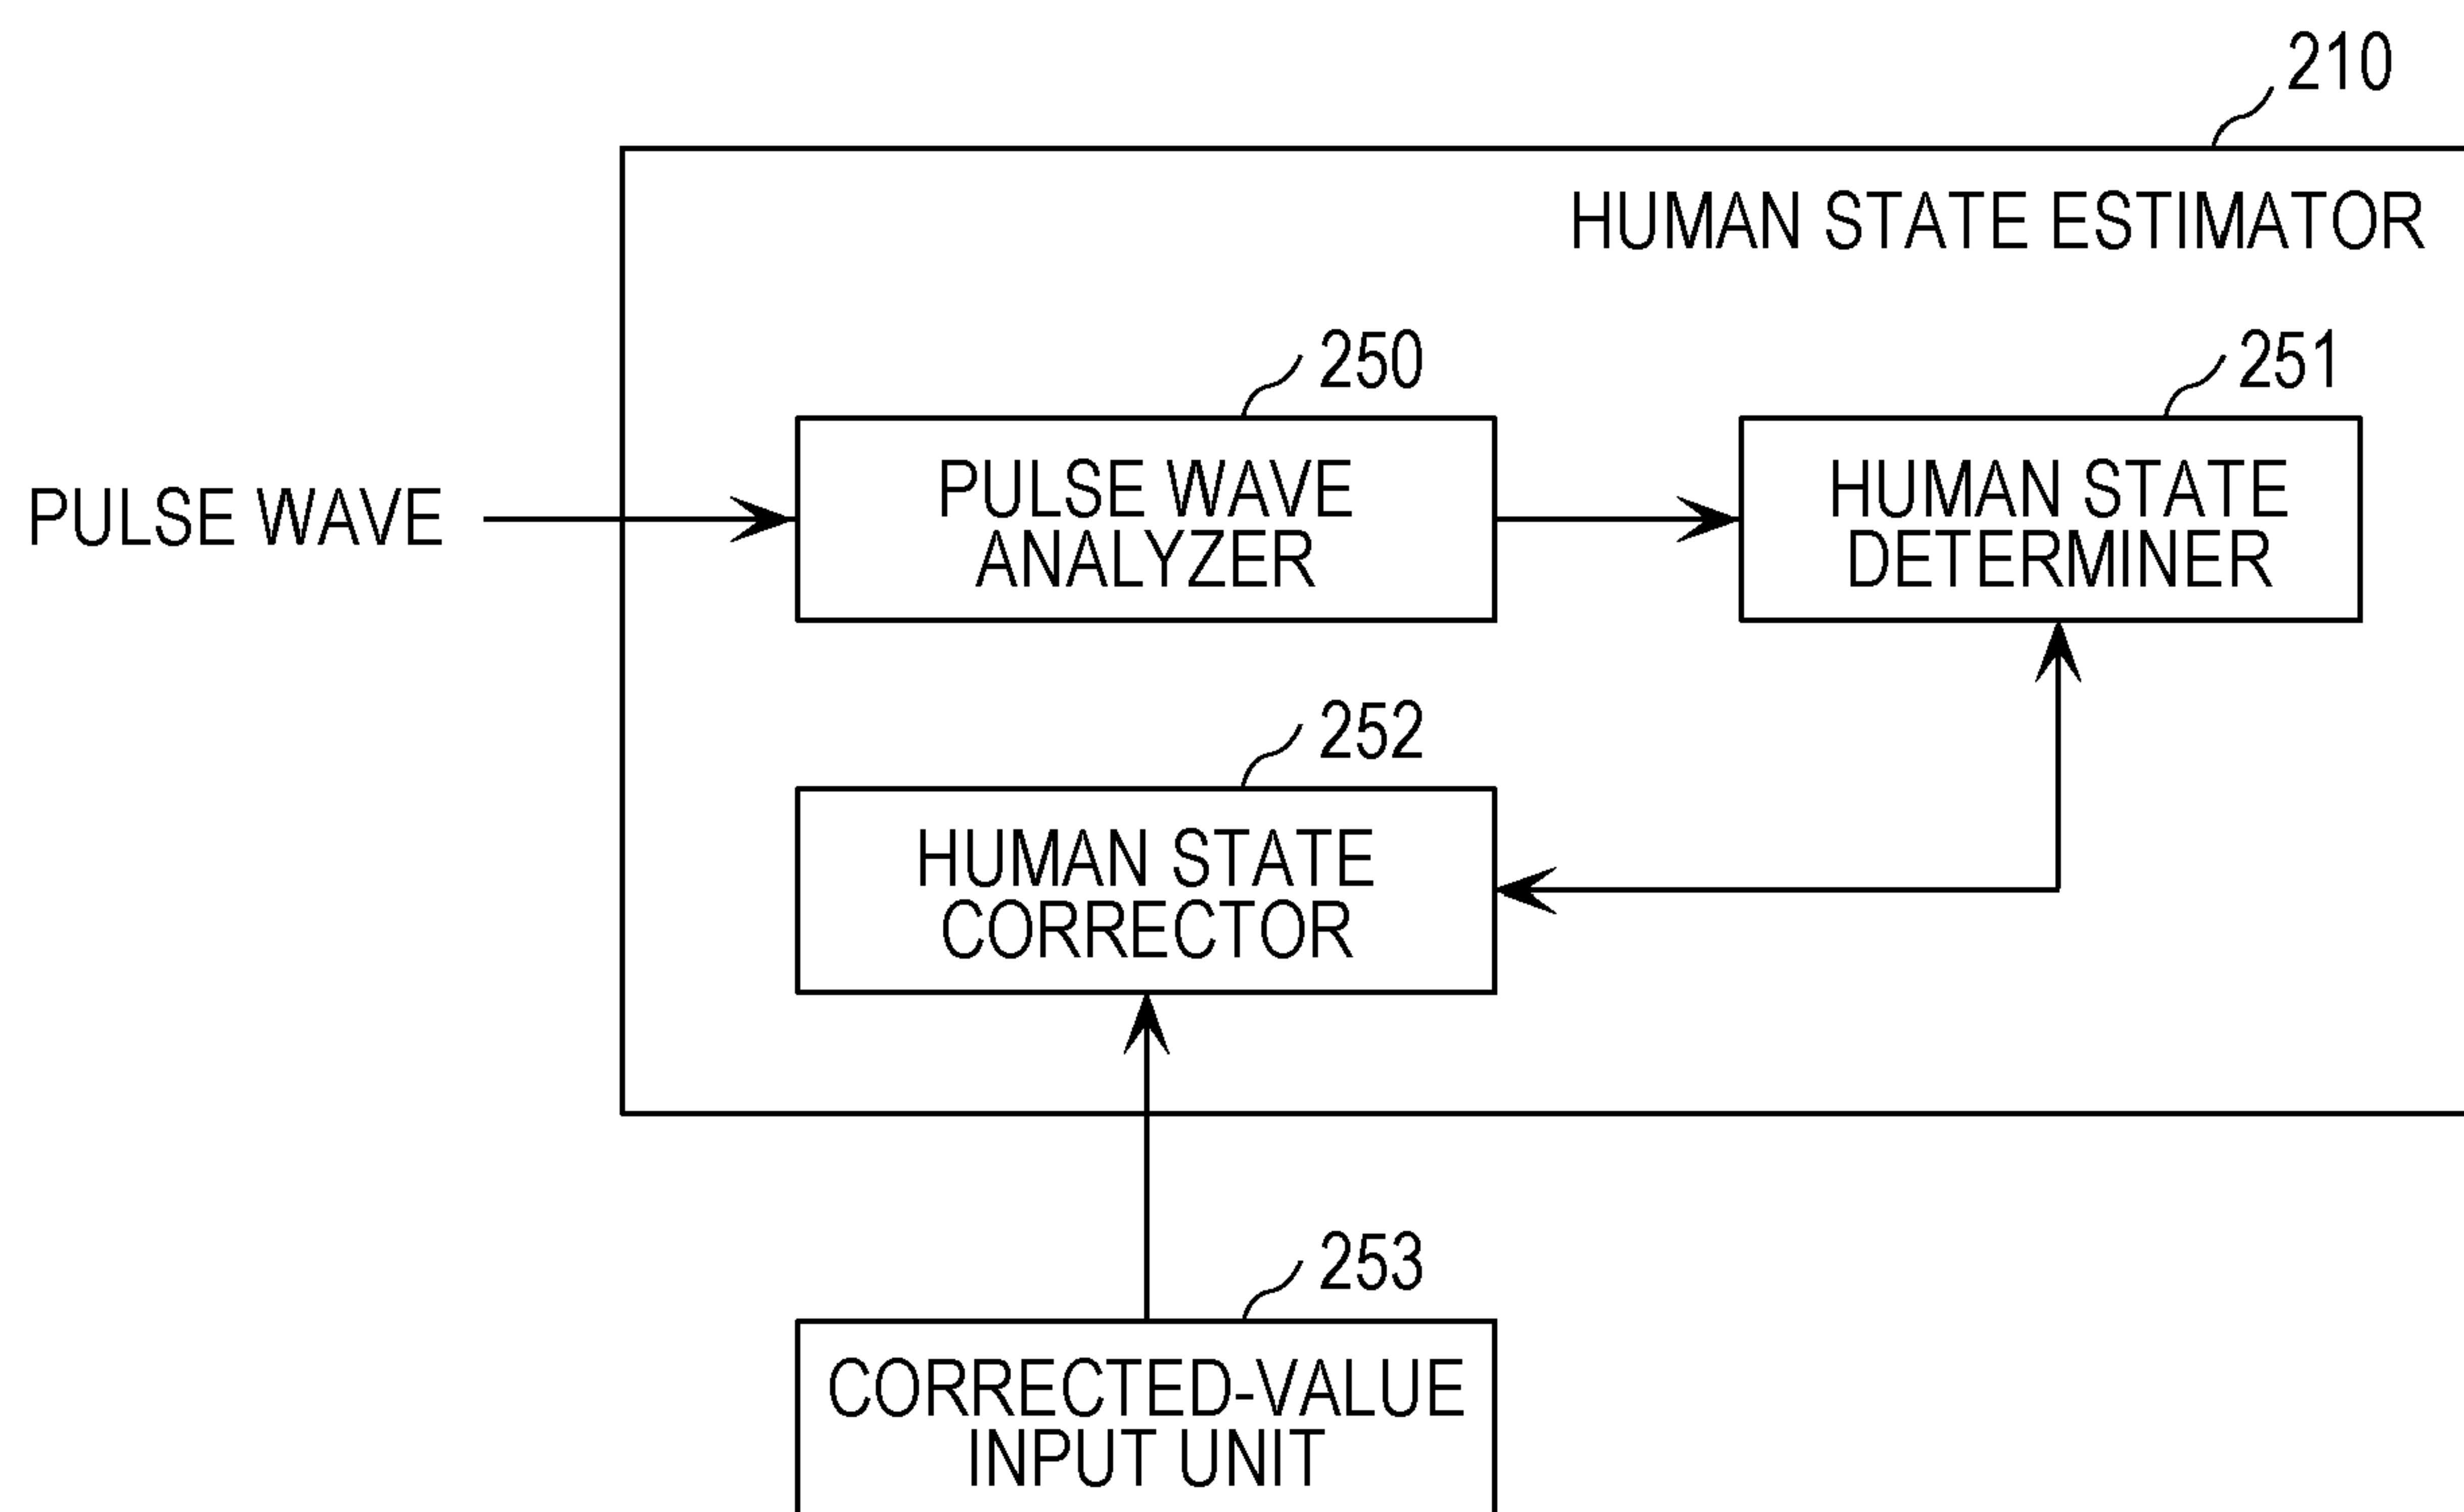 210
HUMAN STATE ESTIMATOR
250
251
PULSE WAVE
PULSE WAVE
ANALYZER
HUMAN STATE
DETERMINER
252
HUMAN STATE
CORRECTOR
253
CORRECTED-VALUE
INPUT UNIT